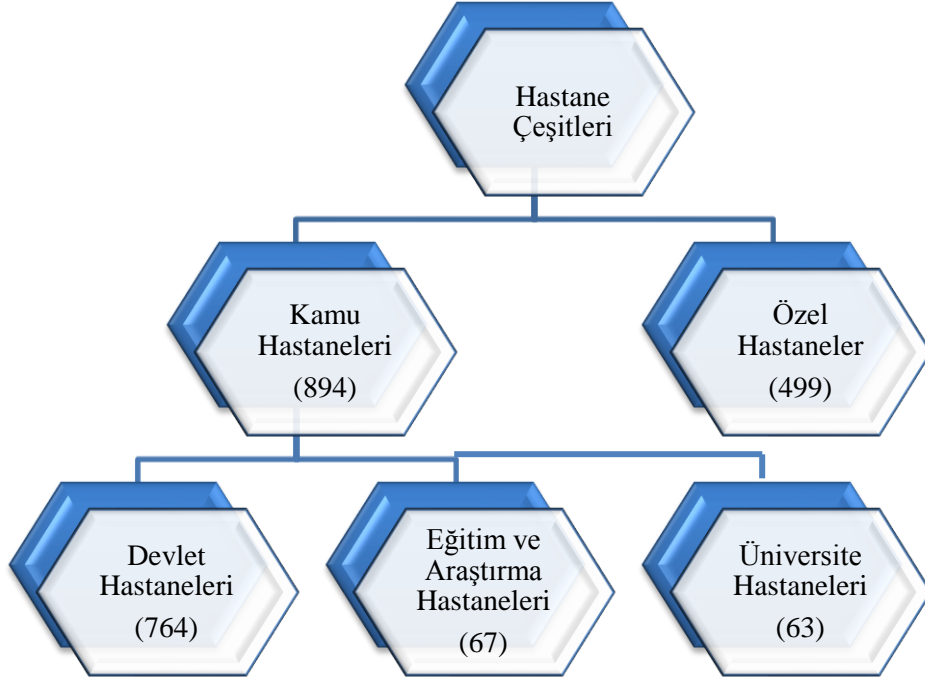 Hastane
Çeşitleri
Kamu
Hastaneleri
(894)
Özel
Hastaneler
(499)
Devlet
Hastaneleri
(764)
Eğitim ve
Araştırma
Hastaneleri
(67)
Üniversite
Hastaneleri
(63)